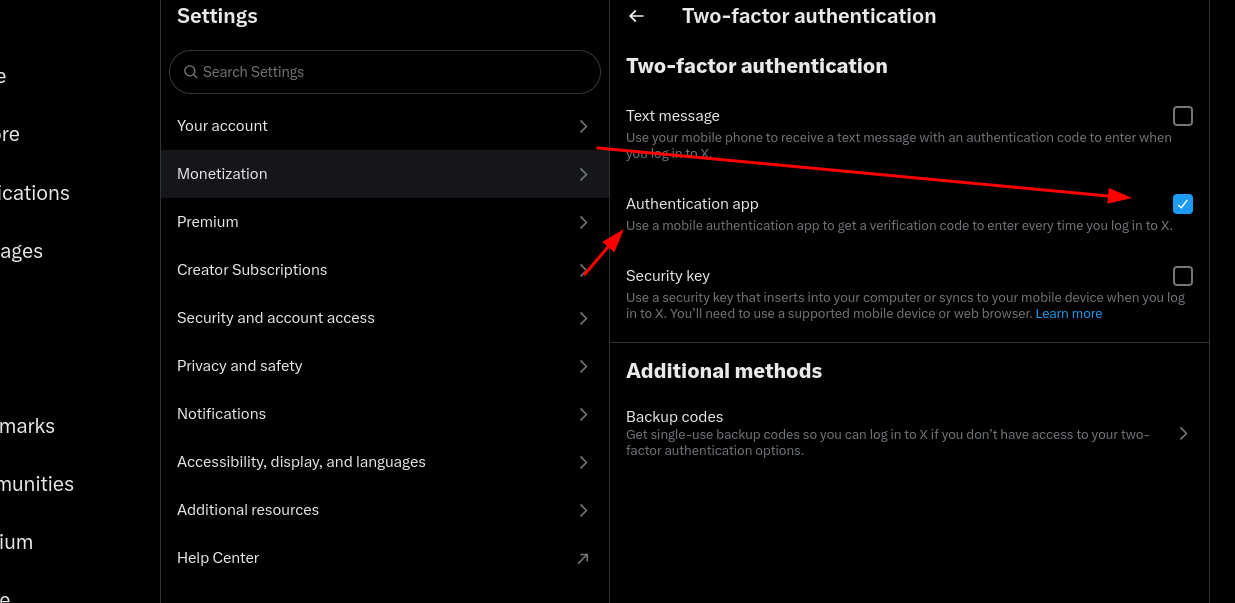 Settings
Search Settings
Your account
Monetization
Premium
Creator Subscriptions
Security and account access
Privacy and safety
Notifications
Accessibility, display, and languages
Additional resources
Help Center
Two-factor authentication
Two-factor authentication
Text message
Use your mobile phone to receive a text message with an authentication code to enter when
you log in to X.
Authentication app
Use a mobile authentication app to get a verification code to enter every time you log in to X.
Security key
Use a security key that inserts into your computer or syncs to your mobile device when you log
in to X. You’ll need to use a supported mobile device or web browser. Learn more
Additional methods
Backup codes
Get single-use backup codes so you can log in to X if you don’t have access to your two-
factor authentication options.